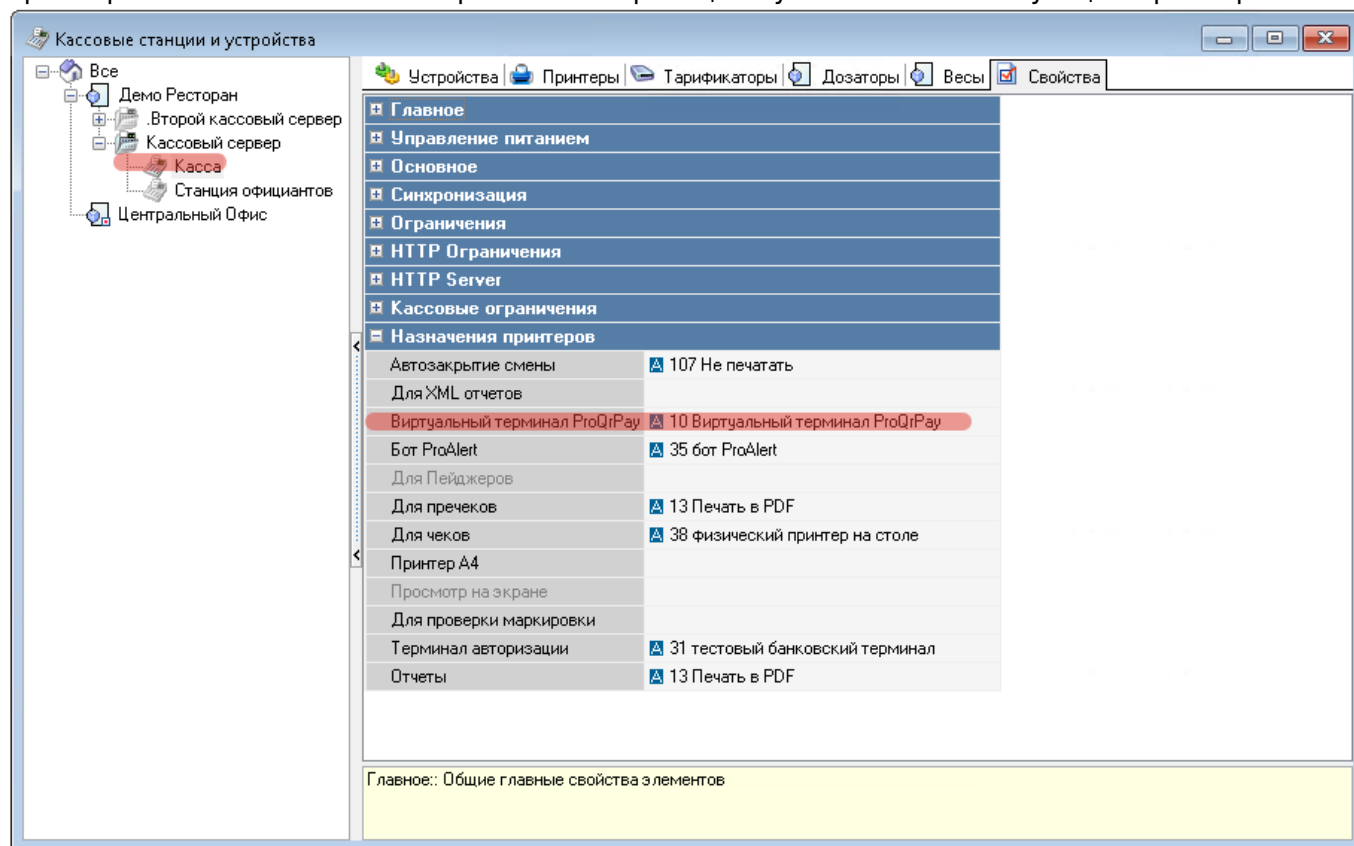 Кассовые станции и устройства
Все
Демо Ресторан
.Второй кассовый сервер
Кассовый сервер
Касса
Станция официантов
Центральный Офис
Устройства Принтеры Тарификаторы Дозаторы Весы Свойства
Главное
Управление питанием
Основное
Синхронизация
Ограничения
HTTP Ограничения
HTTP Server
Кассовые ограничения
Назначения принтеров
Автозакрытие смены 107 Не печатать
Для XML отчетов
Виртуальный терминал ProQrPay 10 Виртуальный терминал ProQrPay
Бот ProAlert 35 бот ProAlert
Для Пейджеров
Для пречеков 13 Печать в PDF
Для чеков 38 физический принтер на столе
Принтер A4
Просмотр на экране
Для проверки маркировки
Терминал авторизации 31 тестовый банковский терминал
Отчеты 13 Печать в PDF
Главное:: Общие главные свойства элементов